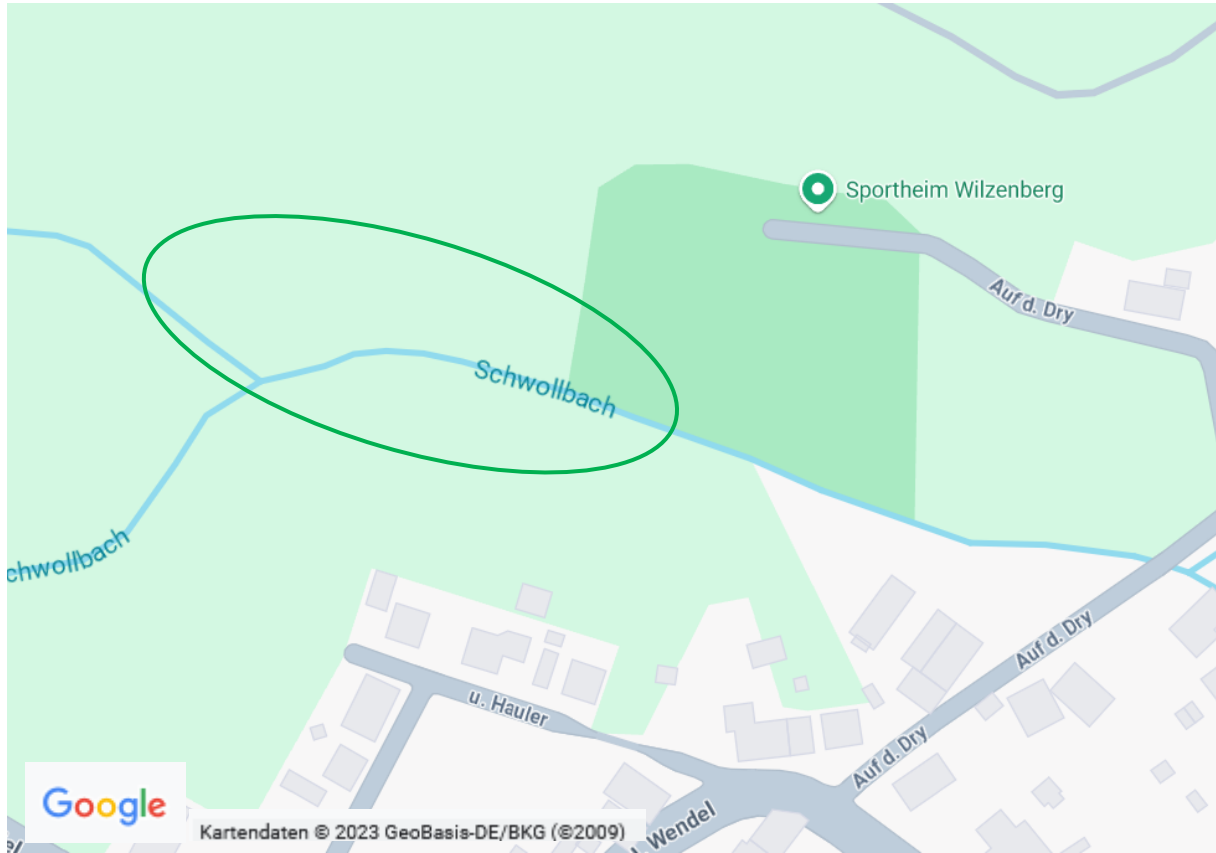 Sportheim Wilzenberg
Auf d. Dry
Schwollbach
chwollbach
Auf d. Dry
u. Hauler
Auf d. Dry
Wendel
Google
Kartendaten © 2023 GeoBasis-DE/BKG (©2009)